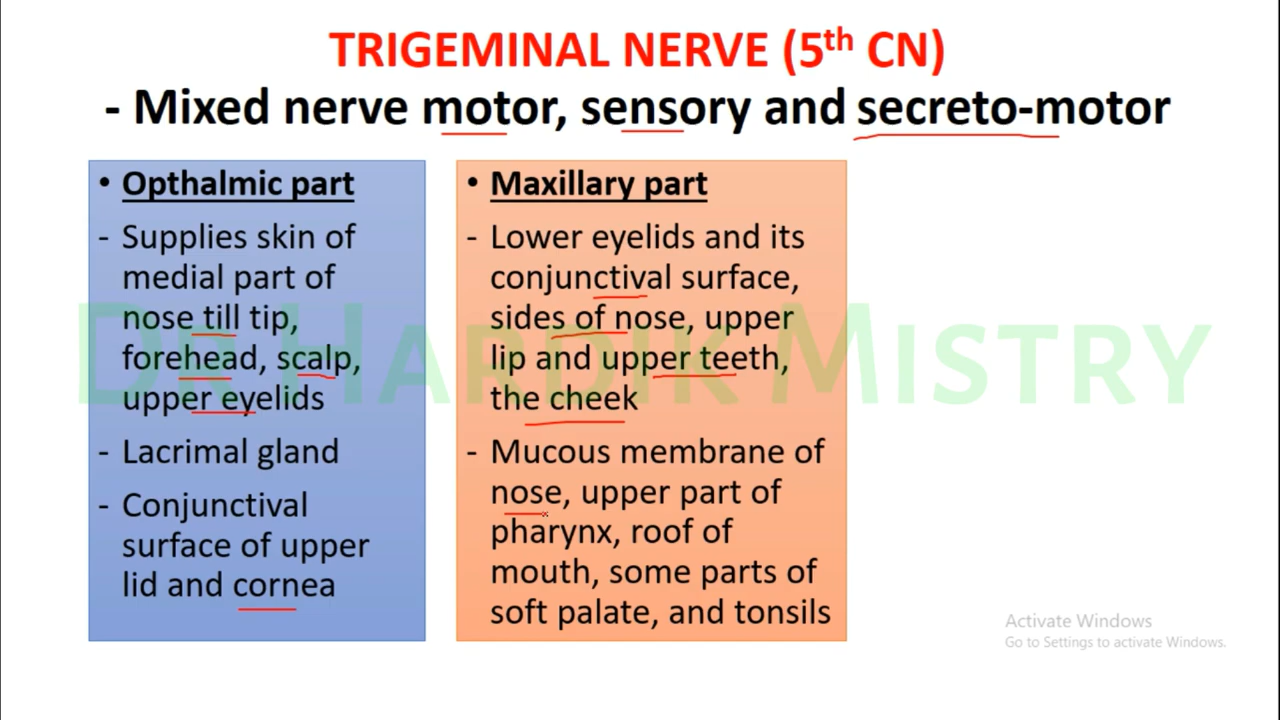 TRIGEMINAL NERVE (5th CN)
- Mixed nerve motor, sensory and secreto-motor
• Opthalmic part
- Supplies skin of
medial part of
nose till tip,
forehead, scalp,
upper eyelids
- Lacrimal gland
- Conjunctival
surface of upper
lid and cornea
• Maxillary part
- Lower eyelids and its
conjunctival surface,
sides of nose, upper
lip and upper teeth,
the cheek
- Mucous membrane of
nose, upper part of
pharynx, roof of
mouth, some parts of
soft palate, and tonsils
DR HARDIK MISTRY
Activate Windows
Go to Settings to activate Windows.